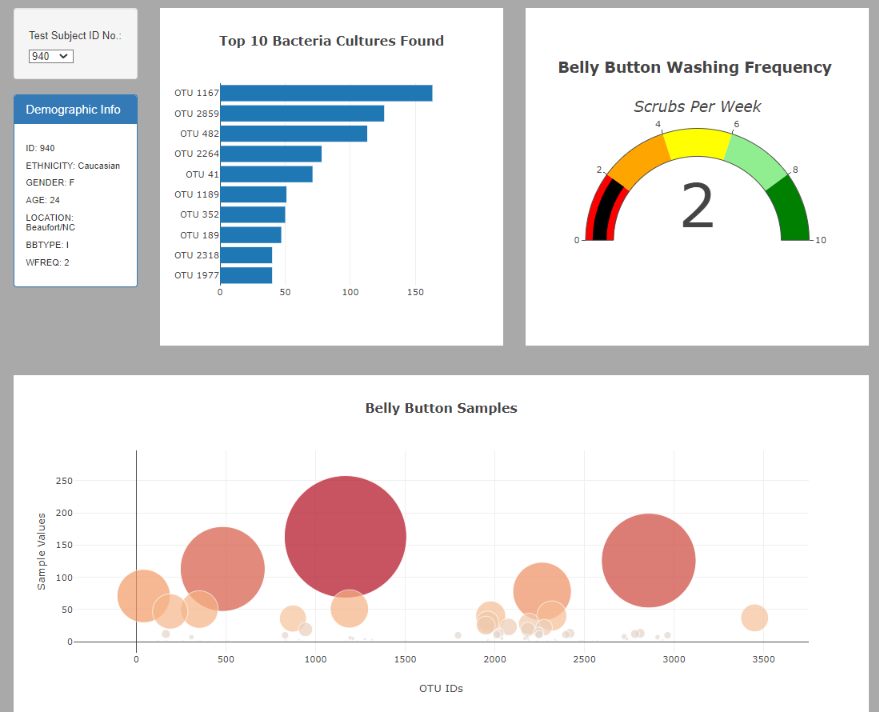 Test Subject ID No.:
940
Demographic Info
ID: 940
ETHNICITY: Caucasian
GENDER: F
AGE: 24
LOCATION:
Beaufort/NC
BBTYPE: I
WFREQ: 2
Top 10 Bacteria Cultures Found
OTU 1167
OTU 2859
OTU 482
OTU 2264
OTU 41
OTU 1189
OTU 352
OTU 189
OTU 2318
OTU 1977
0 50 100 150
Belly Button Washing Frequency
Scrubs Per Week
4 6
2 8
2
0 10
Belly Button Samples
Sample Values
250
200
150
100
50
0
0 500 1000 1500 2000 2500 3000 3500
OTU IDs